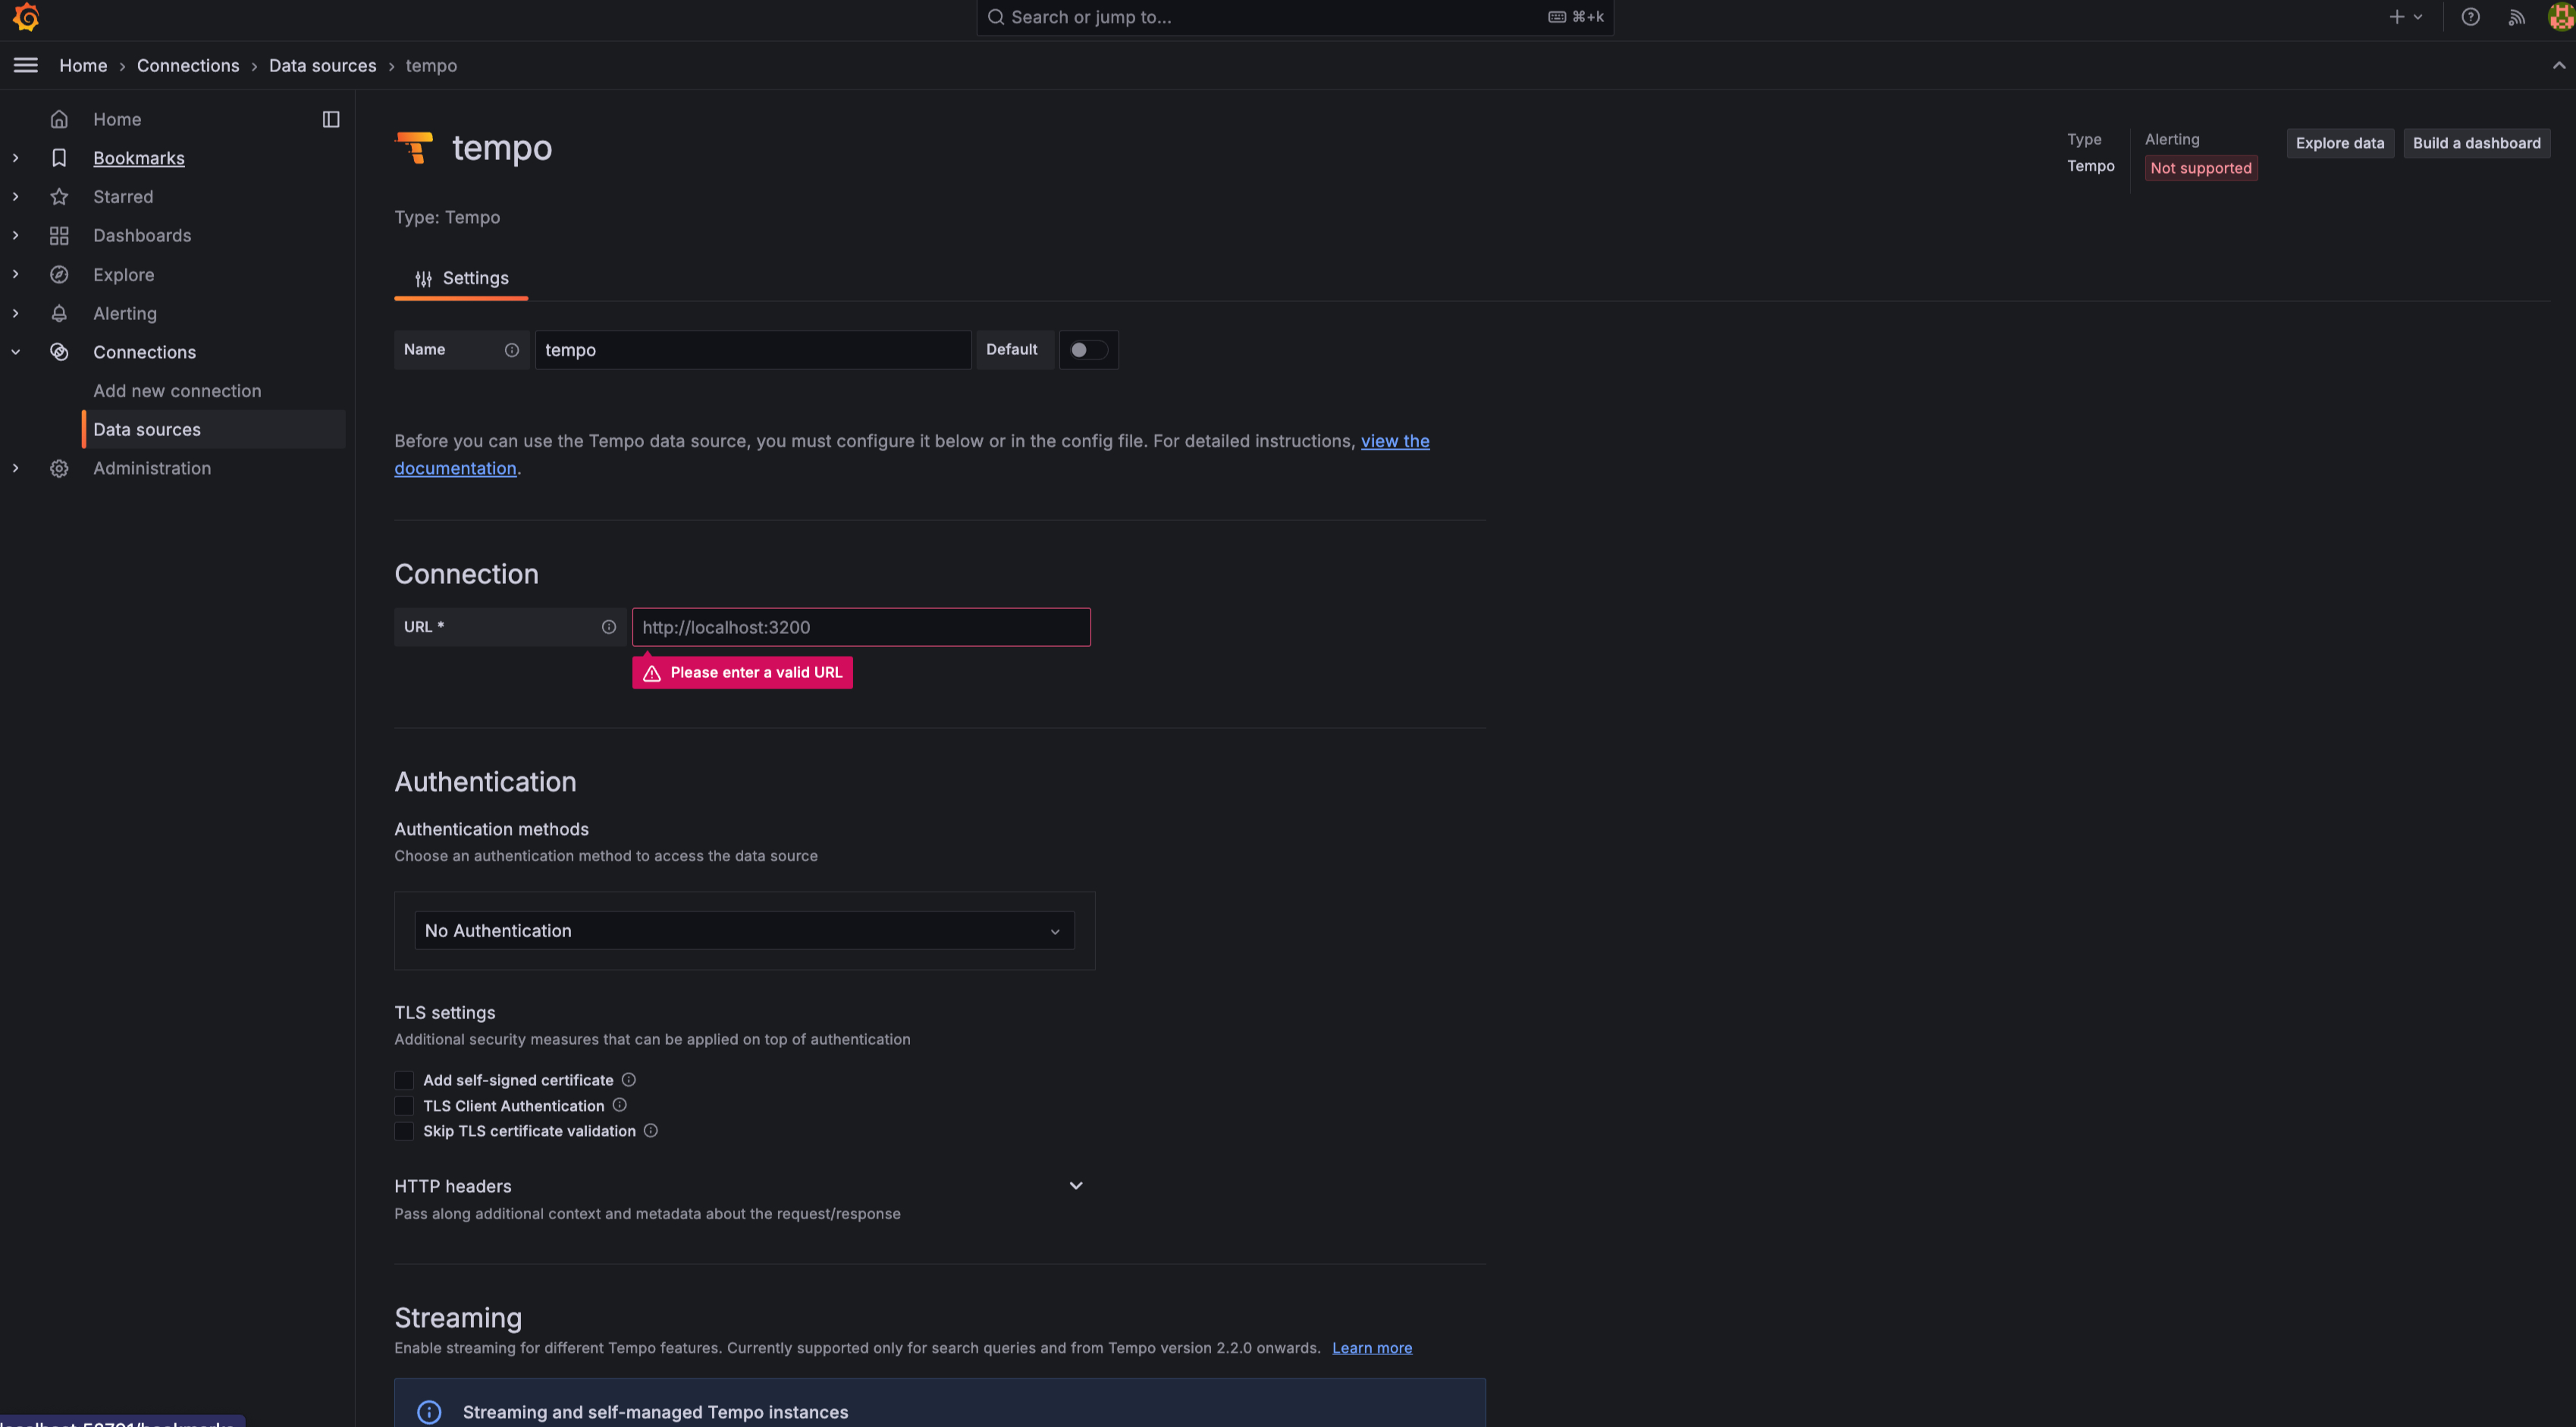 Search or jump to...
⌘+k
Home › Connections › Data sources › tempo
Home
Bookmarks
Starred
Dashboards
Explore
Alerting
Connections
Add new connection
Data sources
Administration
tempo
Type
Tempo
Alerting
Not supported
Explore data
Build a dashboard
Type: Tempo
Settings
Name
tempo
Default
Before you can use the Tempo data source, you must configure it below or in the config file. For detailed instructions, view the
documentation.
Connection
URL *
http://localhost:3200
Please enter a valid URL
Authentication
Authentication methods
Choose an authentication method to access the data source
No Authentication
TLS settings
Additional security measures that can be applied on top of authentication
Add self-signed certificate
TLS Client Authentication
Skip TLS certificate validation
HTTP headers
Pass along additional context and metadata about the request/response
Streaming
Enable streaming for different Tempo features. Currently supported only for search queries and from Tempo version 2.2.0 onwards. Learn more
Streaming and self-managed Tempo instances